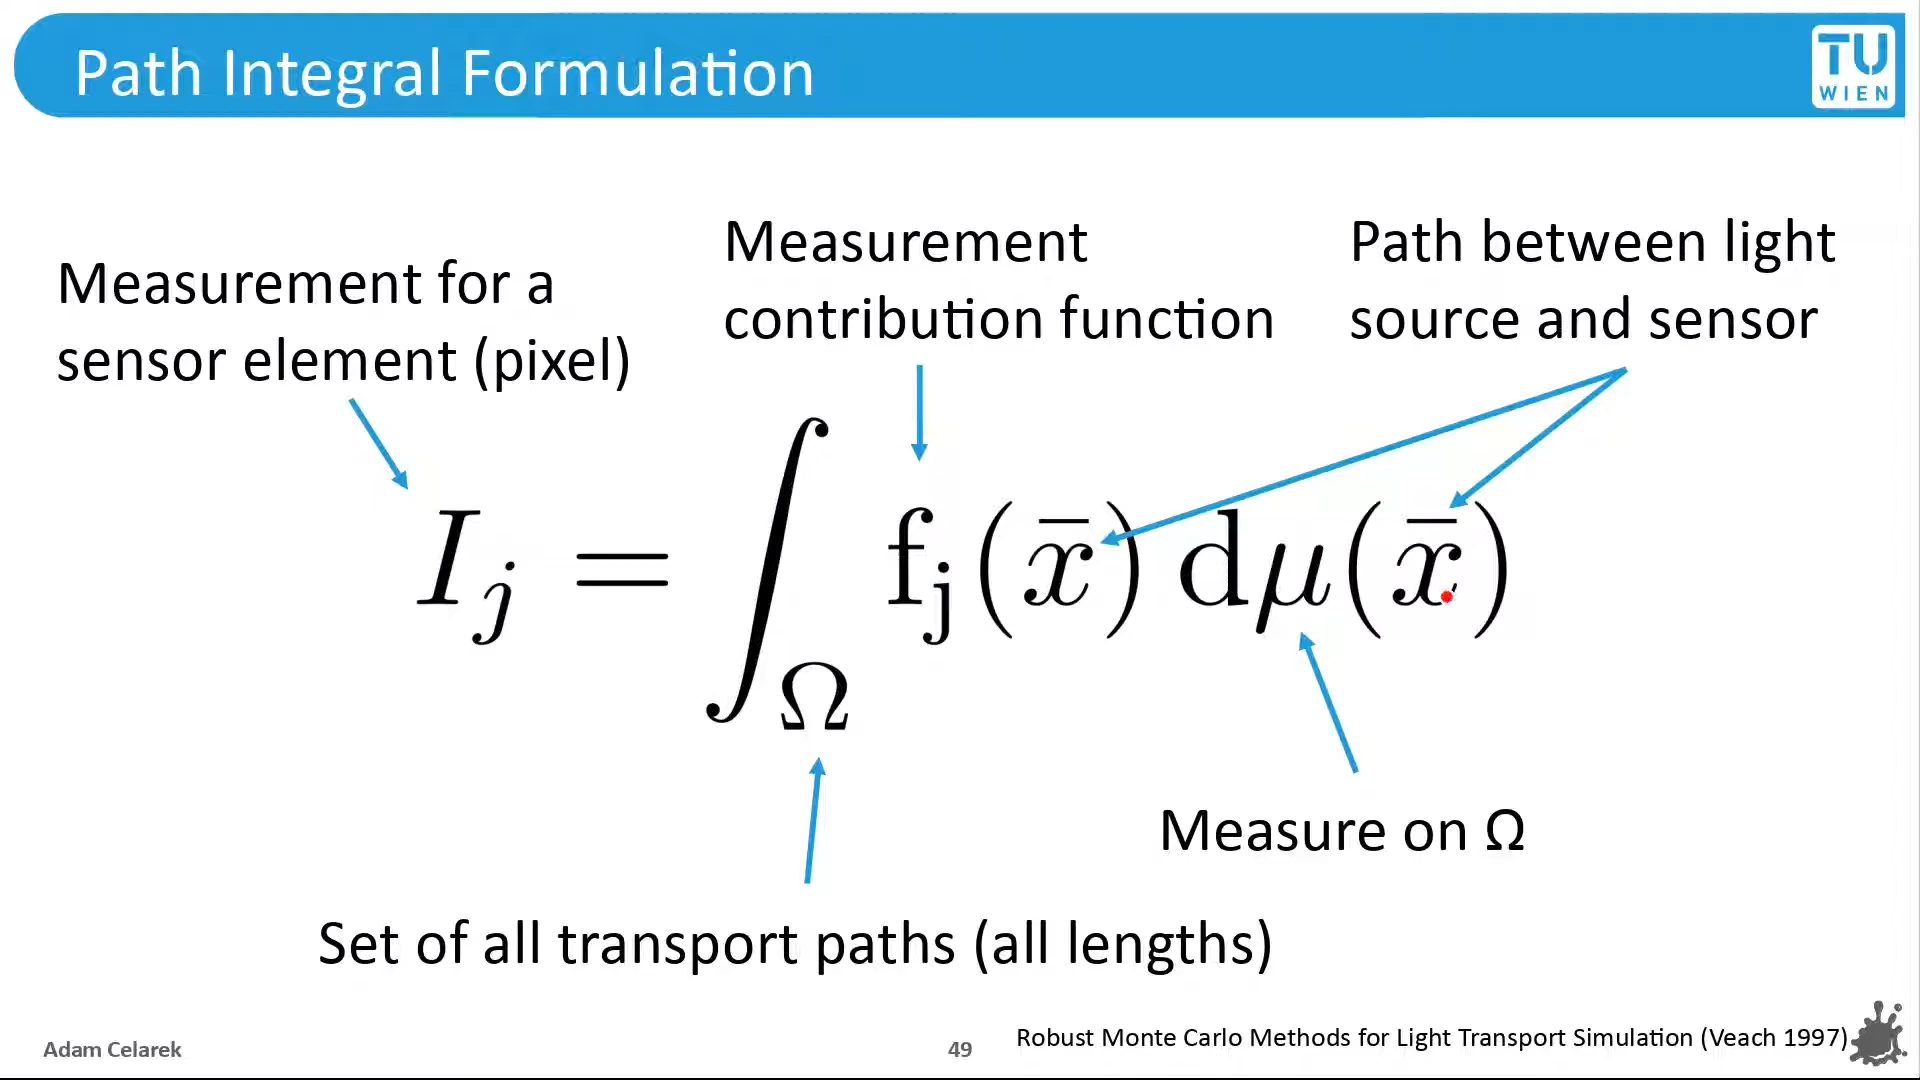 Path Integral Formulation
TU
WIEN
Measurement for a
sensor element (pixel)
Measurement
contribution function
Path between light
source and sensor
I_j = ∫_Ω f_j(x̄) dμ(x̄)
Measure on Ω
Set of all transport paths (all lengths)
Adam Celarek
49
Robust Monte Carlo Methods for Light Transport Simulation (Veach 1997)